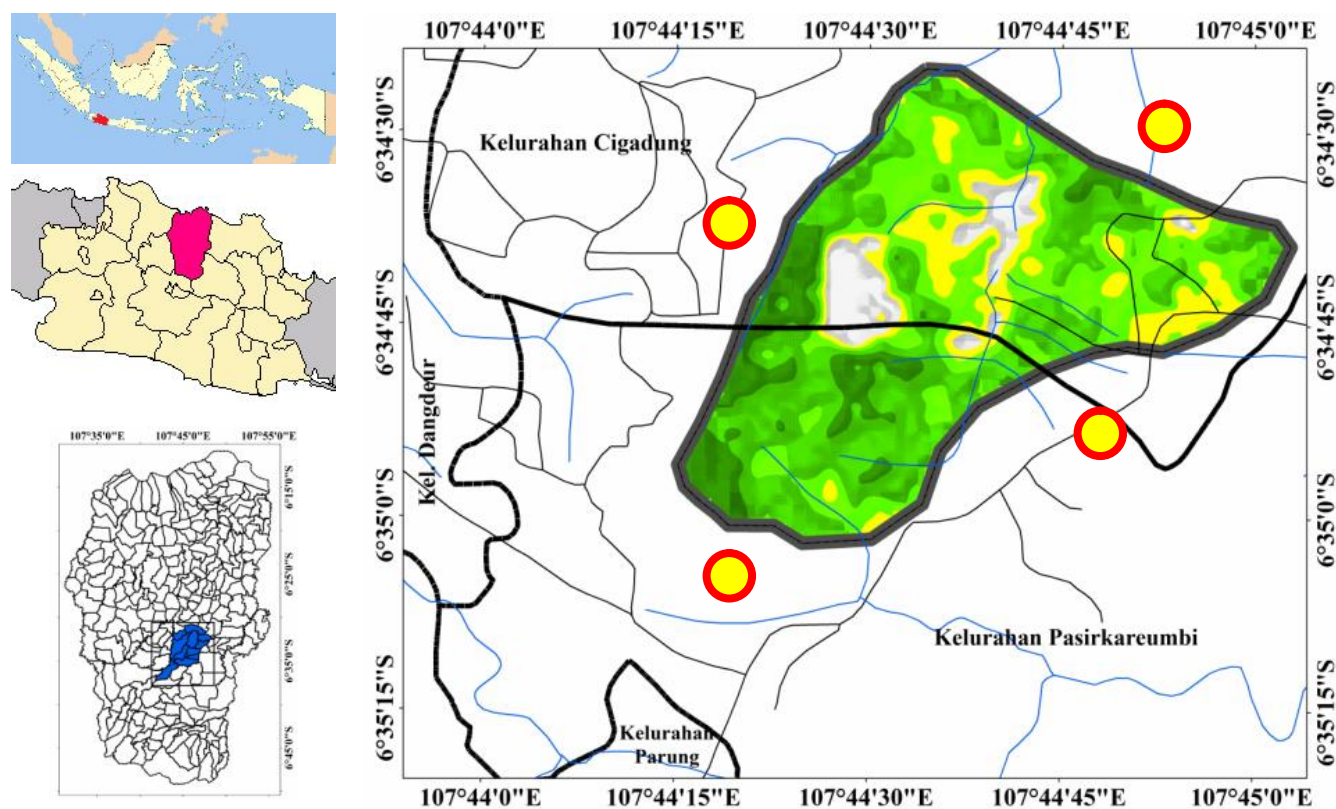 107°35'0"E 107°45'0"E 107°55'0"E
6°15'0"S
6°25'0"S
6°35'0"S
6°45'0"S
107°44'0"E 107°44'15"E 107°44'30"E 107°44'45"E 107°45'0"E
6°34'30"S 6°34'30"S
Kelurahan Cigadung
6°34'45"S 6°34'45"S
Kel. Dangdeur
6°35'0"S 6°35'0"S
Kelurahan Pasirkareumbi
6°35'15"S 6°35'15"S
Kelurahan
Parung
107°44'0"E 107°44'15"E 107°44'30"E 107°44'45"E 107°45'0"E